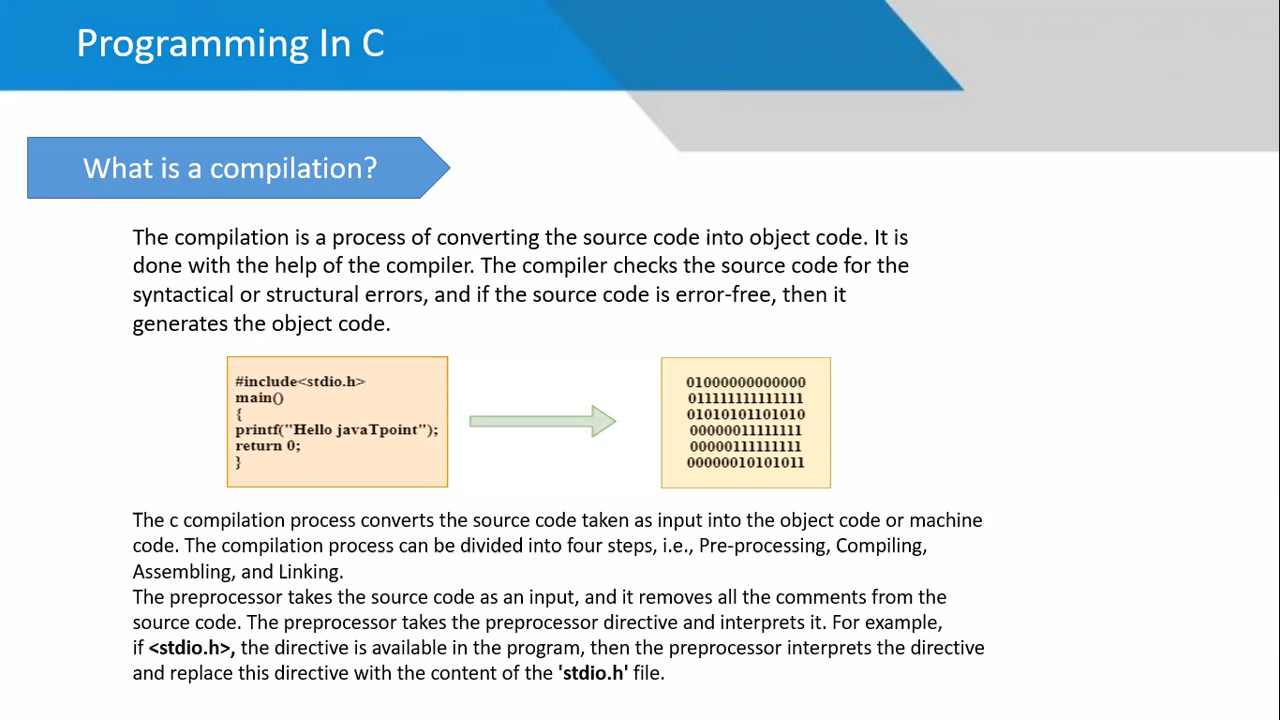 Programming In C
What is a compilation?
The compilation is a process of converting the source code into object code. It is
done with the help of the compiler. The compiler checks the source code for the
syntactical or structural errors, and if the source code is error-free, then it
generates the object code.
#include<stdio.h>
main()
{
printf("Hello javaTpoint");
return 0;
}
01000000000000
011111111111111
01010101101010
00000011111111
00000111111111
00000010101011
The c compilation process converts the source code taken as input into the object code or machine
code. The compilation process can be divided into four steps, i.e., Pre-processing, Compiling,
Assembling, and Linking.
The preprocessor takes the source code as an input, and it removes all the comments from the
source code. The preprocessor takes the preprocessor directive and interprets it. For example,
if <stdio.h>, the directive is available in the program, then the preprocessor interprets the directive
and replace this directive with the content of the 'stdio.h' file.